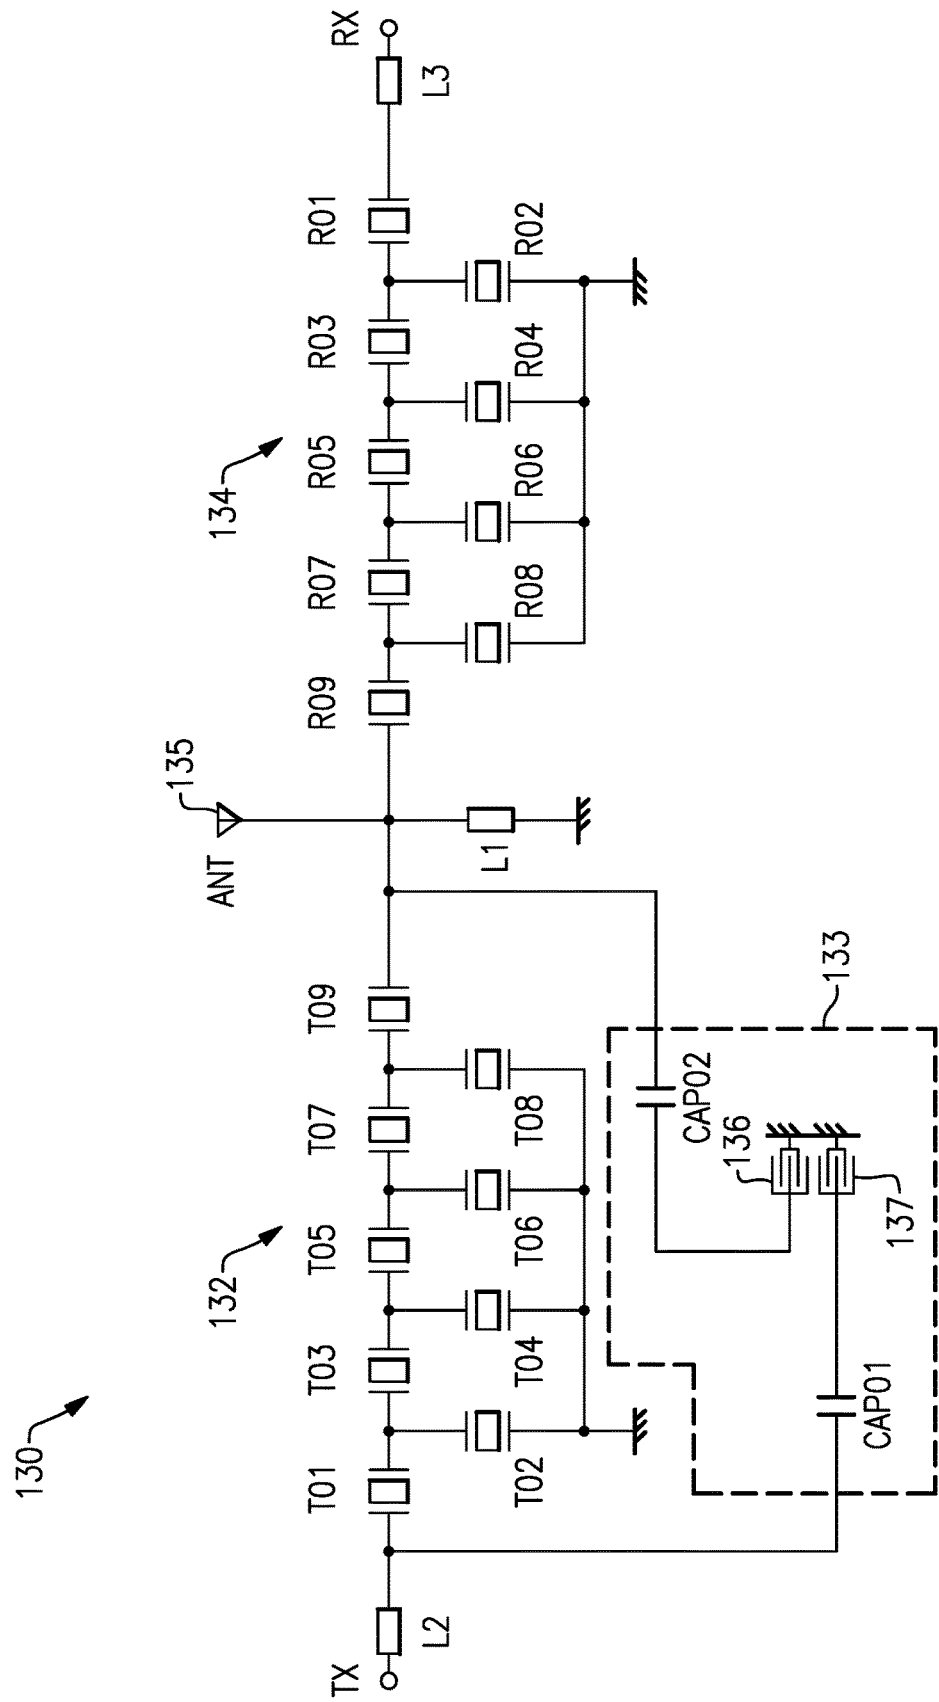 130
TX
L2
T01
T03
T05
T07
T09
132
T02
T04
T06
T08
ANT
135
L1
R09
R07
R05
R03
R01
134
R08
R06
R04
R02
L3
RX
133
CAP02
136
137
CAP01